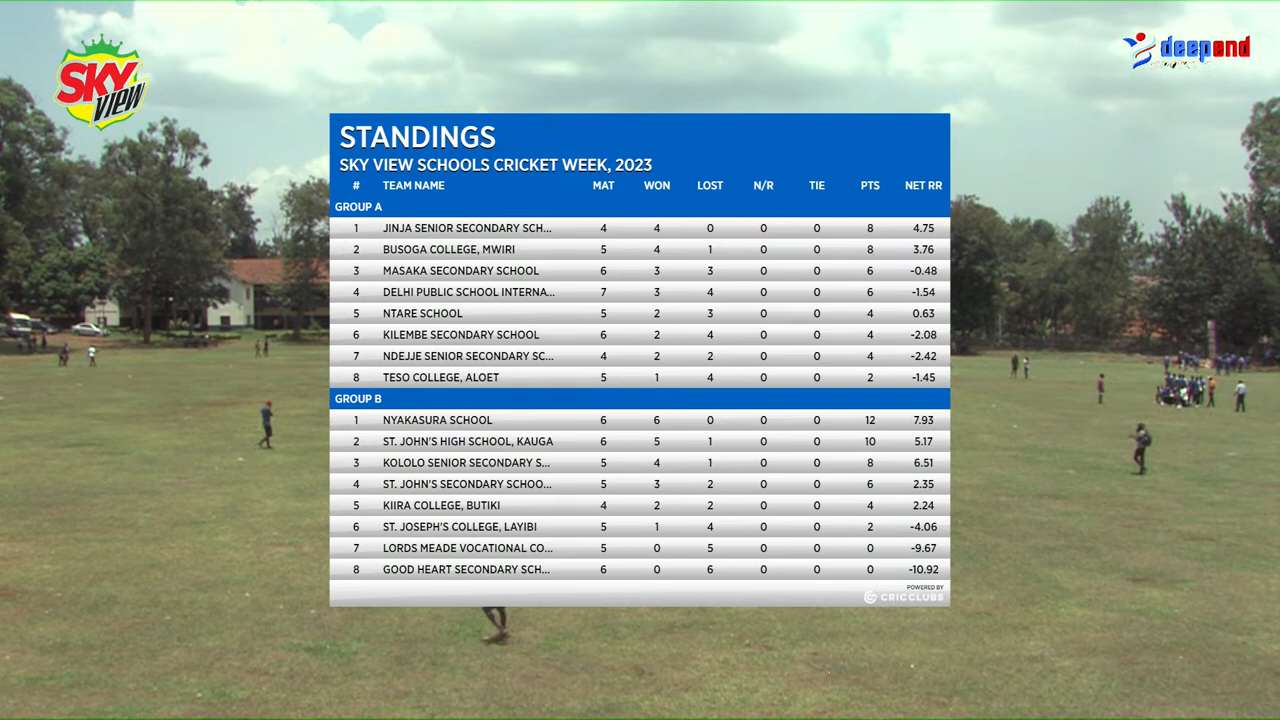 SKY
VIEW
deepend
STANDINGS
SKY VIEW SCHOOLS CRICKET WEEK, 2023
# TEAM NAME MAT WON LOST N/R TIE PTS NET RR
GROUP A
1 JINJA SENIOR SECONDARY SCH... 4 4 0 0 0 8 4.75
2 BUSOGA COLLEGE, MWIRI 5 4 1 0 0 8 3.76
3 MASAKA SECONDARY SCHOOL 6 3 3 0 0 6 -0.48
4 DELHI PUBLIC SCHOOL INTERNA... 7 3 4 0 0 6 -1.54
5 NTARE SCHOOL 5 2 3 0 0 4 0.63
6 KILEMBE SECONDARY SCHOOL 6 2 4 0 0 4 -2.08
7 NDEJJE SENIOR SECONDARY SC... 4 2 2 0 0 4 -2.42
8 TESO COLLEGE, ALOET 5 1 4 0 0 2 -1.45
GROUP B
1 NYAKASURA SCHOOL 6 6 0 0 0 12 7.93
2 ST. JOHN'S HIGH SCHOOL, KAUGA 6 5 1 0 0 10 5.17
3 KOLOLO SENIOR SECONDARY S... 5 4 1 0 0 8 6.51
4 ST. JOHN'S SECONDARY SCHOO... 5 3 2 0 0 6 2.35
5 KIIRA COLLEGE, BUTIKI 4 2 2 0 0 4 2.24
6 ST. JOSEPH'S COLLEGE, LAYIBI 5 1 4 0 0 2 -4.06
7 LORDS MEADE VOCATIONAL CO... 5 0 5 0 0 0 -9.67
8 GOOD HEART SECONDARY SCH... 6 0 6 0 0 0 -10.92
POWERED BY
CRICCLUBS